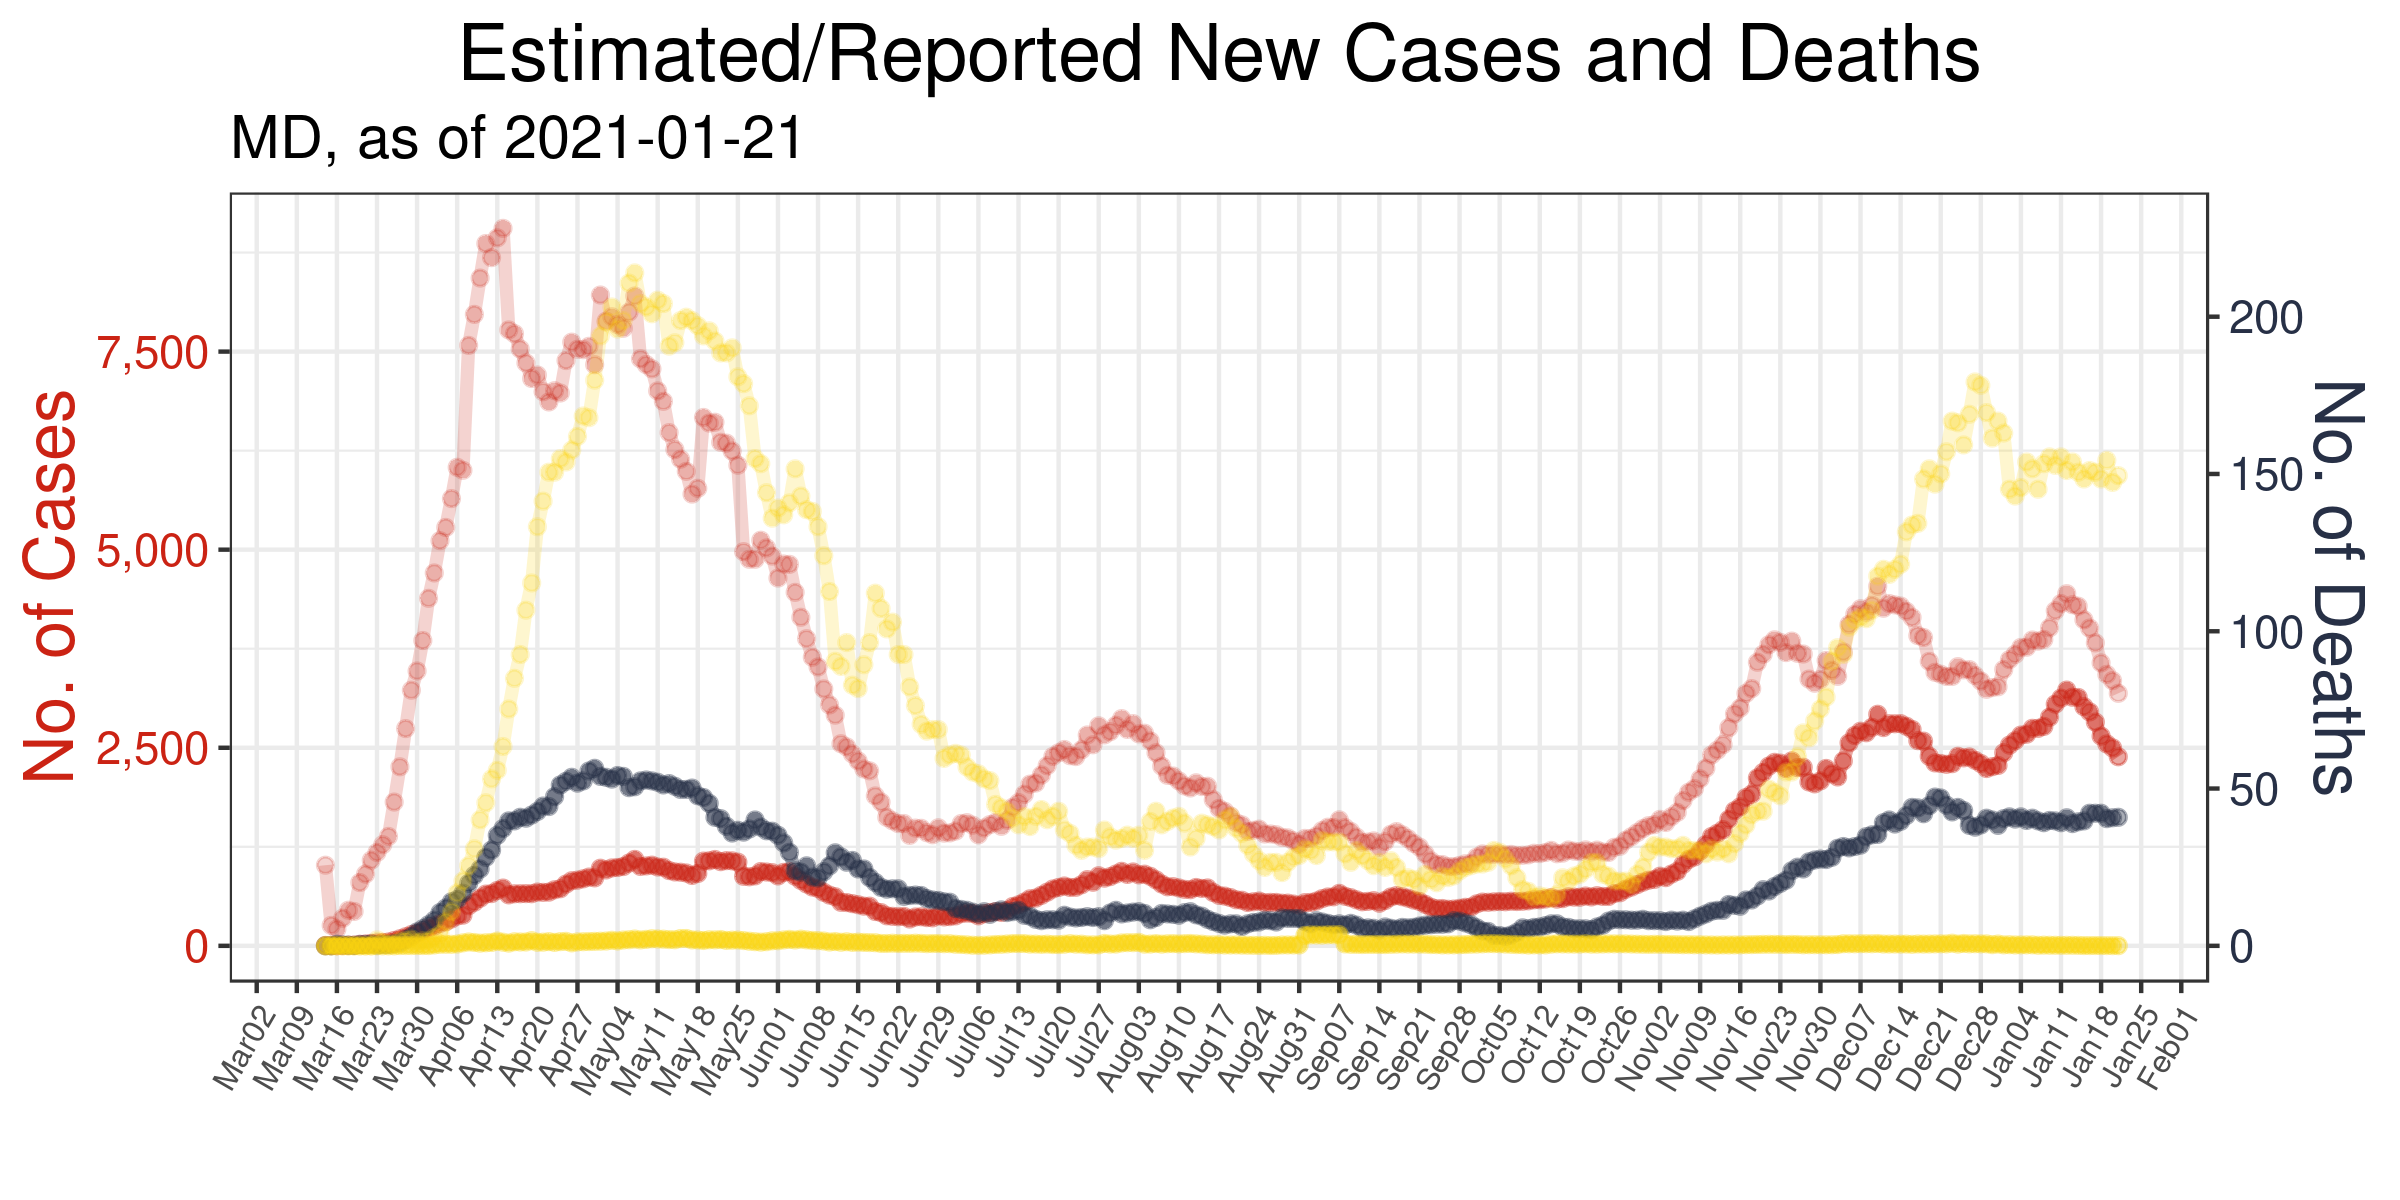 Estimated/Reported New Cases and Deaths
MD, as of 2021-01-21
No. of Cases
7,500
5,000
2,500
0
200
150
100
50
0
No. of Deaths
Mar02 Mar09 Mar16 Mar23 Mar30 Apr06 Apr13 Apr20 Apr27 May04 May11 May18 May25 Jun01 Jun08 Jun15 Jun22 Jun29 Jul06 Jul13 Jul20 Jul27 Aug03 Aug10 Aug17 Aug24 Aug31 Sep07 Sep14 Sep21 Sep28 Oct05 Oct12 Oct19 Oct26 Nov02 Nov09 Nov16 Nov23 Nov30 Dec07 Dec14 Dec21 Dec28 Jan04 Jan11 Jan18 Jan25 Feb01